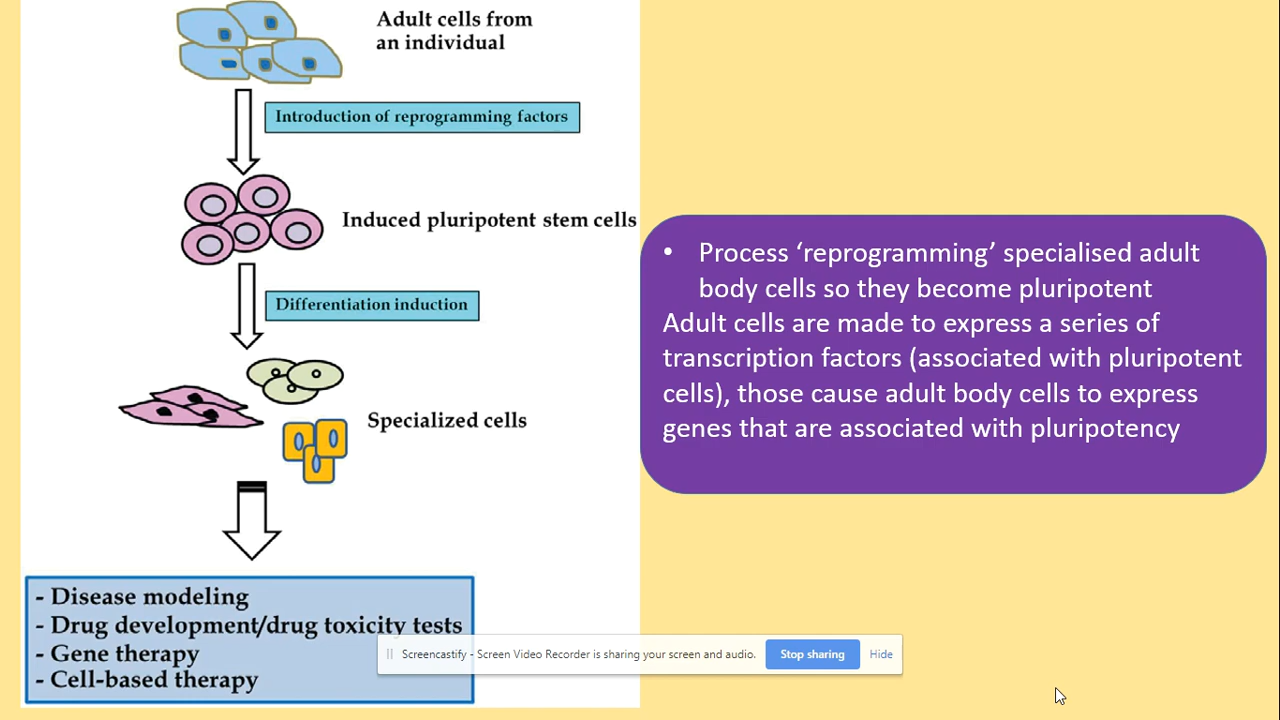 Adult cells from
an individual
Introduction of reprogramming factors
Induced pluripotent stem cells
Differentiation induction
Specialized cells
- Disease modeling
- Drug development/drug toxicity tests
- Gene therapy
- Cell-based therapy
• Process ‘reprogramming’ specialised adult
body cells so they become pluripotent
Adult cells are made to express a series of
transcription factors (associated with pluripotent
cells), those cause adult body cells to express
genes that are associated with pluripotency
Screencastify - Screen Video Recorder is sharing your screen and audio.
Stop sharing
Hide